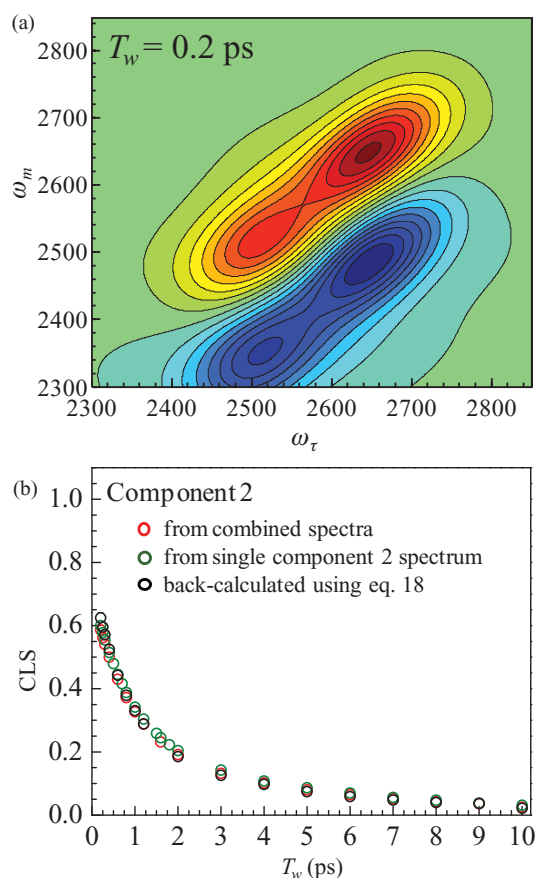 (a)
T_w = 0.2 ps
2800
2700
2600
2500
2400
2300
ω_m
2300 2400 2500 2600 2700 2800
ω_τ
(b)
Component 2
from combined spectra
from single component 2 spectrum
back-calculated using eq. 18
1.0
0.8
0.6
0.4
0.2
0.0
CLS
0 1 2 3 4 5 6 7 8 9 10
T_w (ps)